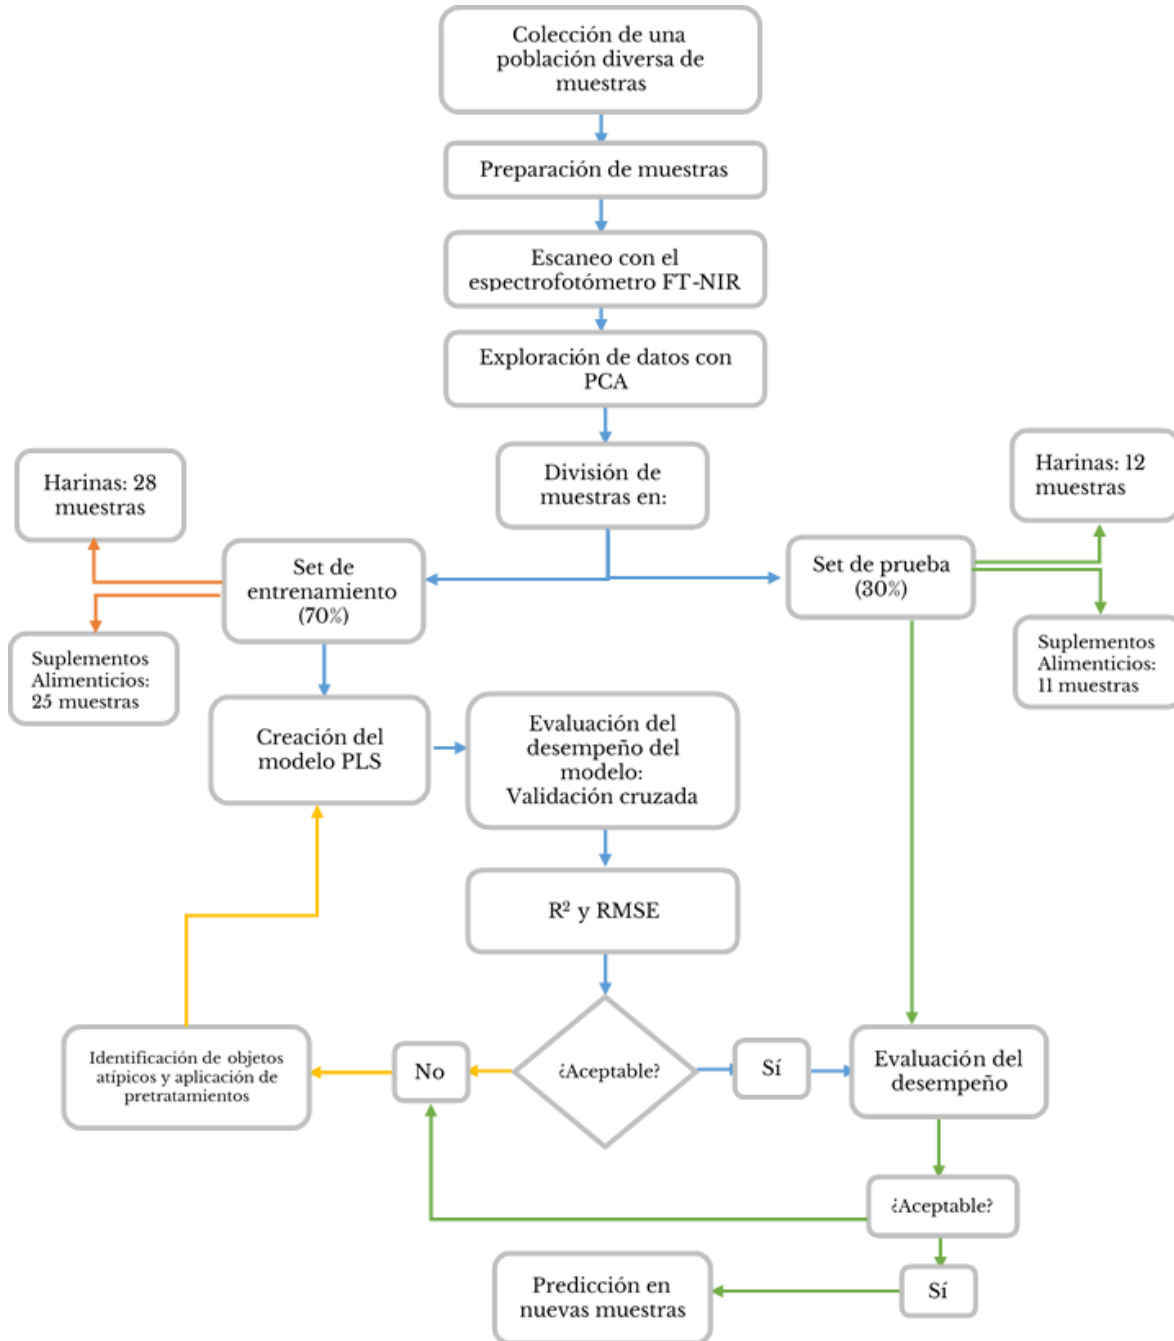 Colección de una
población diversa de
muestras
Preparación de muestras
Escaneo con el
espectrofotómetro FT-NIR
Exploración de datos con
PCA
División de
muestras en:
Harinas: 28
muestras
Set de
entrenamiento
(70%)
Suplementos
Alimenticios:
25 muestras
Harinas: 12
muestras
Set de prueba
(30%)
Suplementos
Alimenticios:
11 muestras
Creación del
modelo PLS
Evaluación del
desempeño del
modelo:
Validación cruzada
R² y RMSE
¿Aceptable?
No
Identificación de objetos
atípicos y aplicación de
pretratamientos
Sí
Evaluación del
desempeño
¿Aceptable?
Sí
Predicción en
nuevas muestras